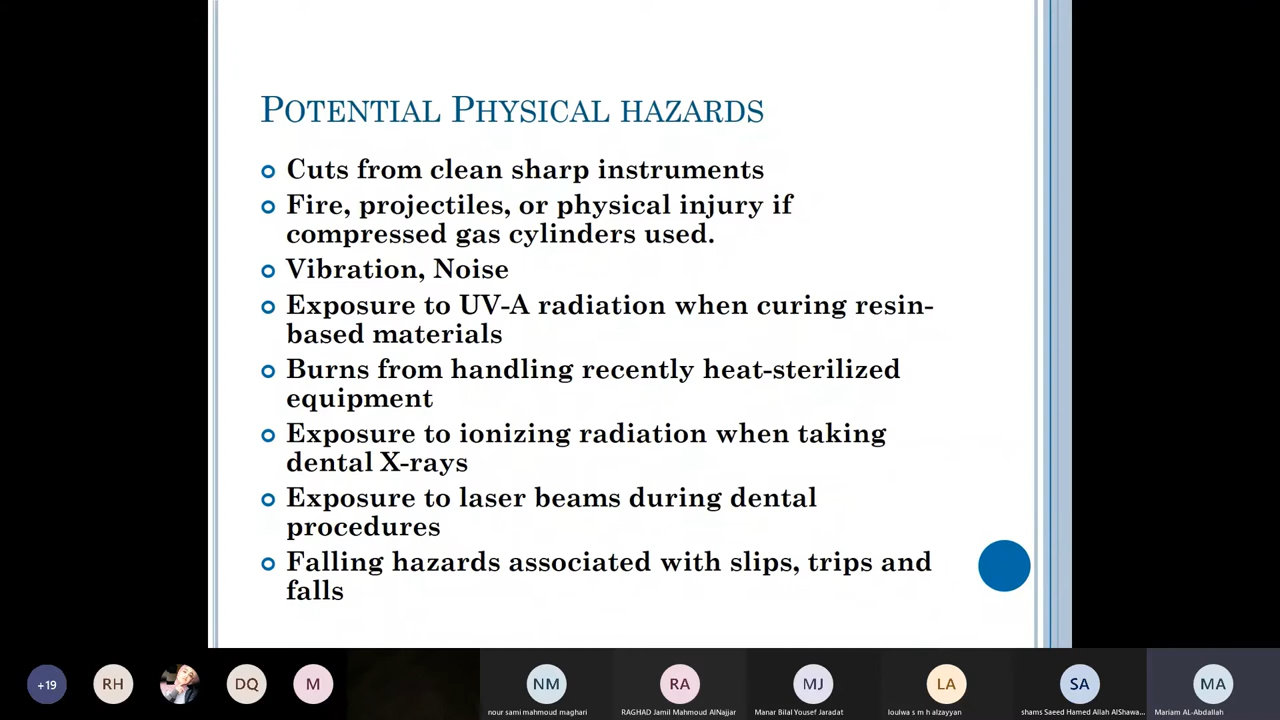 POTENTIAL PHYSICAL HAZARDS
Cuts from clean sharp instruments
Fire, projectiles, or physical injury if
compressed gas cylinders used.
Vibration, Noise
Exposure to UV-A radiation when curing resin-
based materials
Burns from handling recently heat-sterilized
equipment
Exposure to ionizing radiation when taking
dental X-rays
Exposure to laser beams during dental
procedures
Falling hazards associated with slips, trips and
falls
+19
RH
DQ
M
NM
RA
MJ
LA
SA
MA
nour sami mahmoud maghari
RAGHAD Jamil Mahmoud AlNajjar
Manar Bilal Yousef Jaradat
loulwa s m h alzayyan
shams Saeed Hamed Allah AlShawa...
Mariam AL-Abdallah